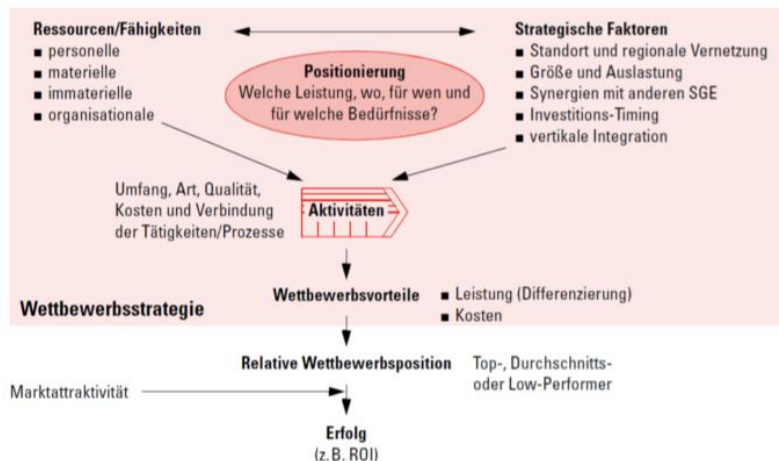 Ressourcen/Fähigkeiten
■ personelle
■ materielle
■ immaterielle
■ organisationale
Positionierung
Welche Leistung, wo, für wen und
für welche Bedürfnisse?
Strategische Faktoren
■ Standort und regionale Vernetzung
■ Größe und Auslastung
■ Synergien mit anderen SGE
■ Investitions-Timing
■ vertikale Integration
Umfang, Art, Qualität,
Kosten und Verbindung
der Tätigkeiten/Prozesse
Aktivitäten
Wettbewerbsvorteile
■ Leistung (Differenzierung)
■ Kosten
Wettbewerbsstrategie
Relative Wettbewerbsposition
Top-, Durchschnitts-
oder Low-Performer
Marktattraktivität
Erfolg
(z. B. ROI)